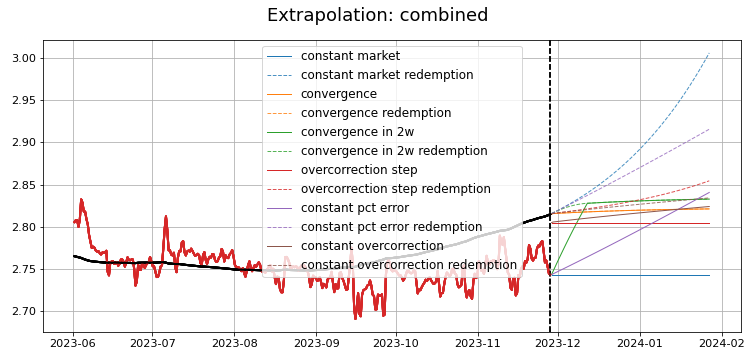 Extrapolation: combined
3.00
2.95
2.90
2.85
2.80
2.75
2.70
constant market
constant market redemption
convergence
convergence redemption
convergence in 2w
convergence in 2w redemption
overcorrection step
overcorrection step redemption
constant pct error
constant pct error redemption
constant overcorrection
constant overcorrection redemption
2023-06 2023-07 2023-08 2023-09 2023-10 2023-11 2023-12 2024-01 2024-02